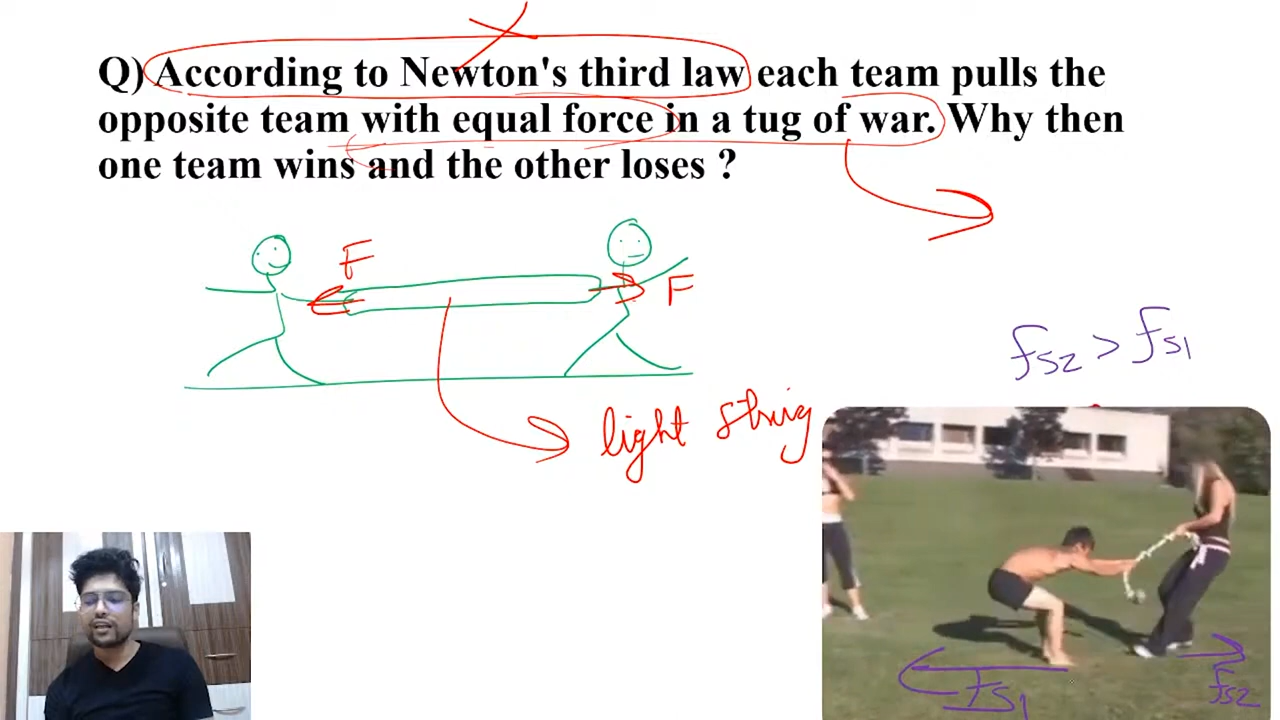 Q) According to Newton's third law each team pulls the
opposite team with equal force in a tug of war. Why then
one team wins and the other loses ?
F
F
fs2 > fs1
light string
fs1
fs2